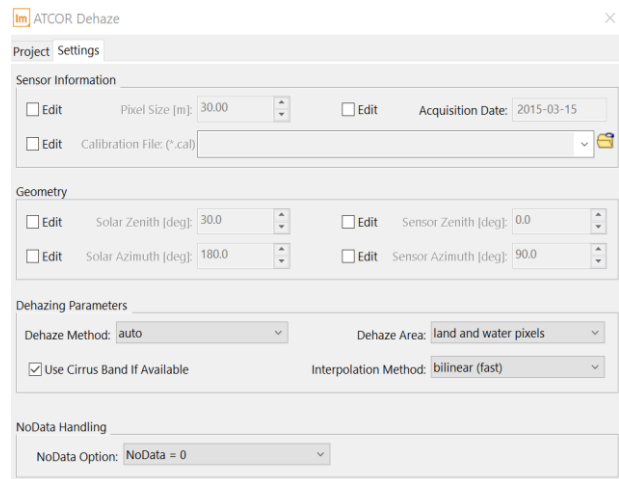 Im ATCOR Dehaze
Project Settings
Sensor Information
Edit Pixel Size [m]: 30.00 Edit Acquisition Date: 2015-03-15
Edit Calibration File: (*.cal)
Geometry
Edit Solar Zenith [deg]: 30.0 Edit Sensor Zenith [deg]: 0.0
Edit Solar Azimuth [deg]: 180.0 Edit Sensor Azimuth [deg]: 90.0
Dehazing Parameters
Dehaze Method: auto Dehaze Area: land and water pixels
Use Cirrus Band If Available Interpolation Method: bilinear (fast)
NoData Handling
NoData Option: NoData = 0